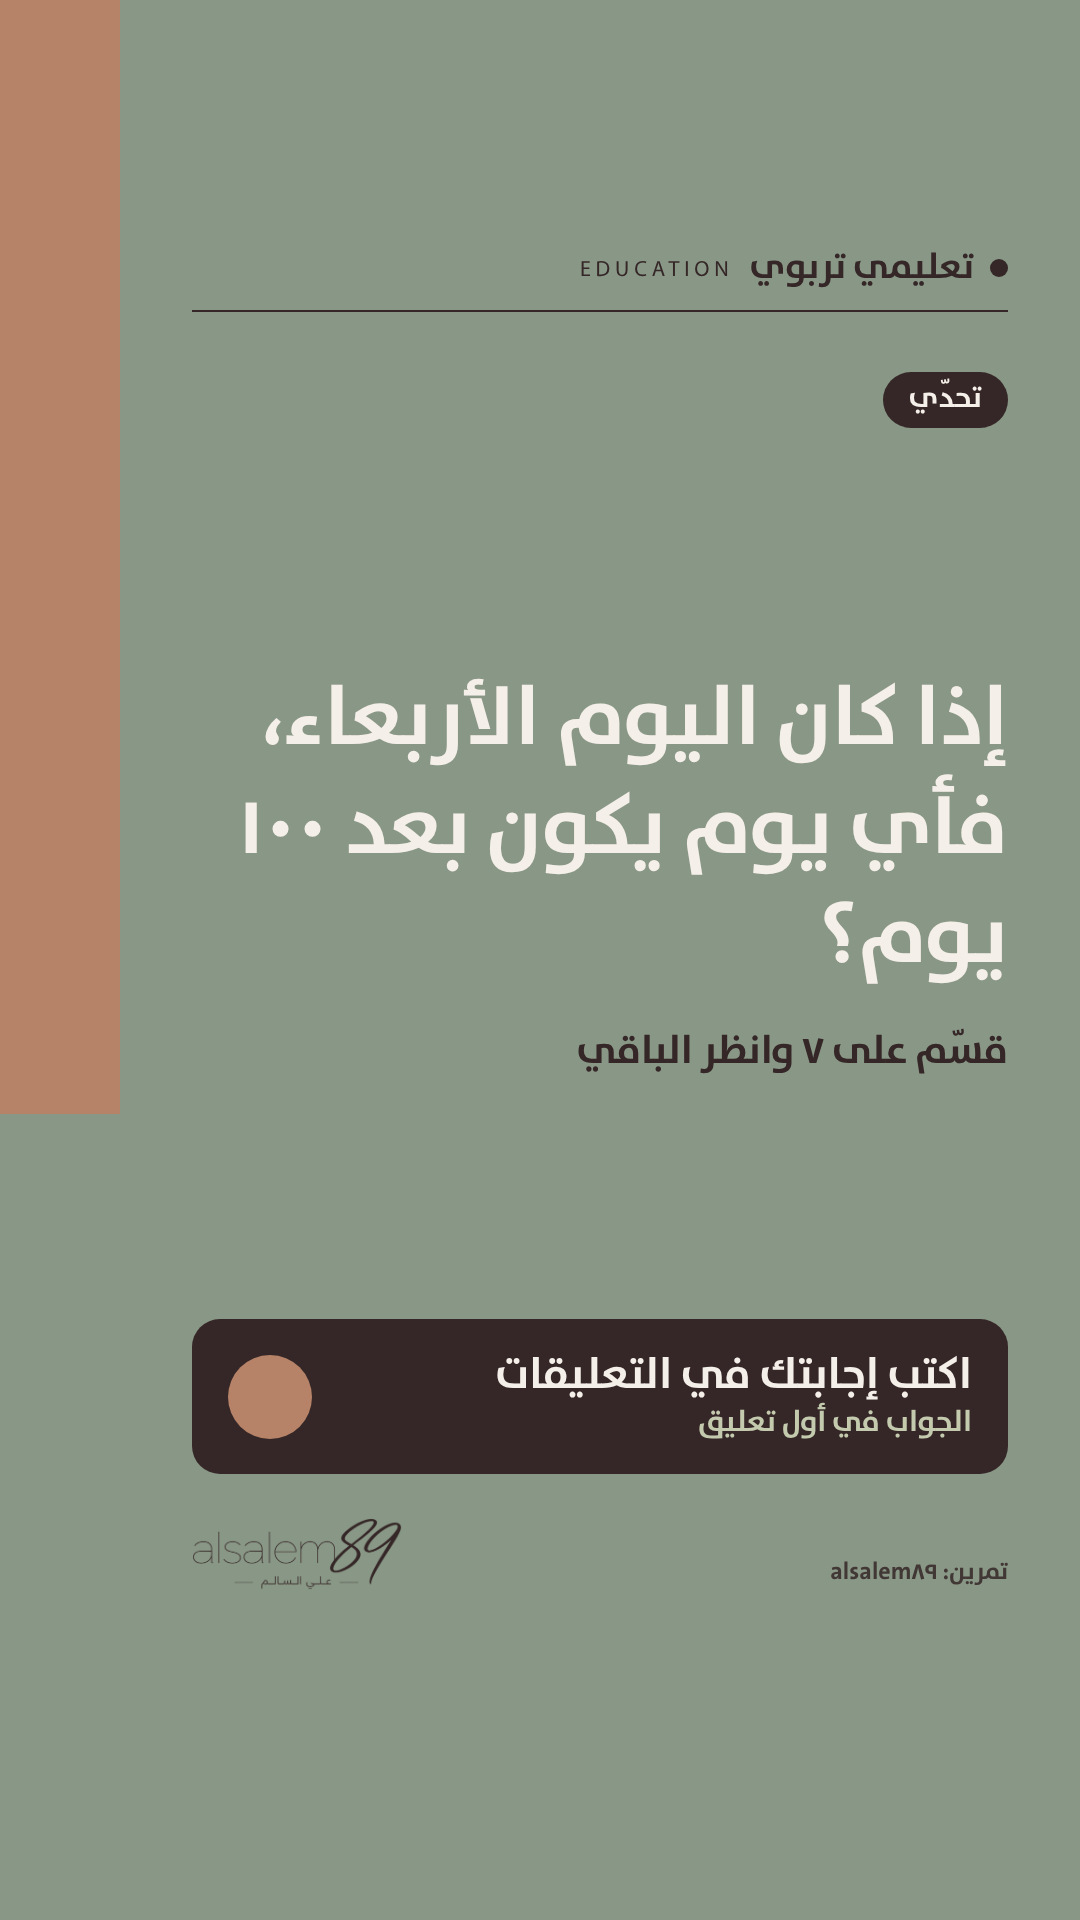 تعليمي تربوي EDUCATION
تحدّي
إذا كان اليوم الأربعاء،
فأي يوم يكون بعد ١٠٠
يوم؟
قسّم على ٧ وانظر الباقي
اكتب إجابتك في التعليقات
الجواب في أول تعليق
تمرين: alsalem٨٩
alsalem89
علي السالم